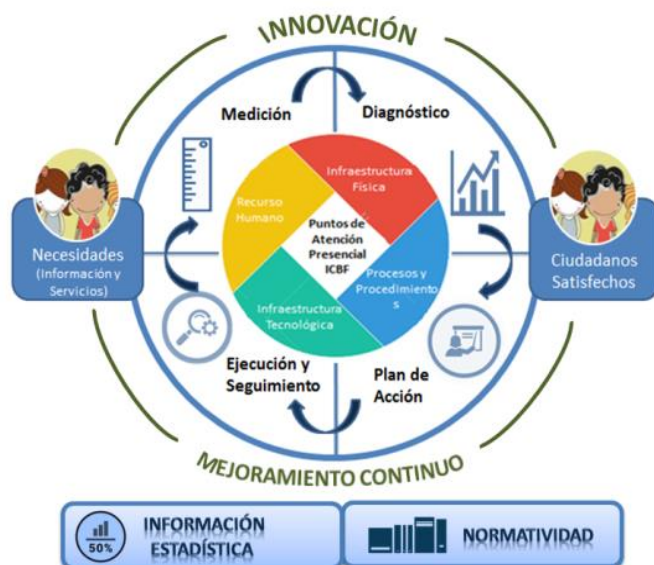 INNOVACIÓN
Medición
Diagnóstico
Infraestructura
Física
Recurso
Humano
Puntos de
Atención
Presencial
ICBF
Necesidades
(Información y
Servicios)
Ciudadanos
Satisfechos
Procesos y
Procedimiento
s
Infraestructura
Tecnológica
Ejecución y
Seguimiento
Plan de
Acción
MEJORAMIENTO CONTINUO
50%
INFORMACIÓN
ESTADÍSTICA
NORMATIVIDAD